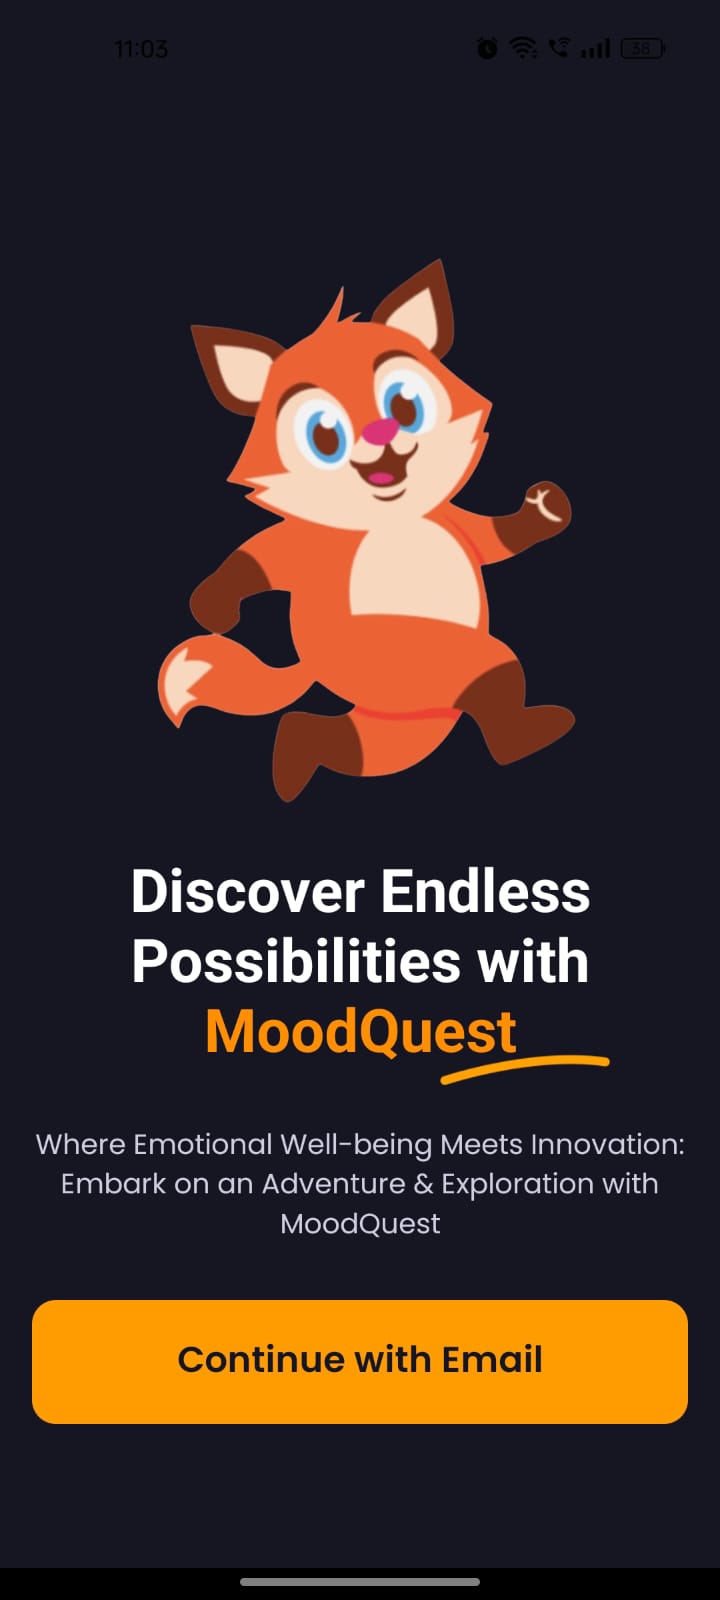 11:03
38
Discover Endless
Possibilities with
MoodQuest
Where Emotional Well-being Meets Innovation:
Embark on an Adventure & Exploration with
MoodQuest
Continue with Email